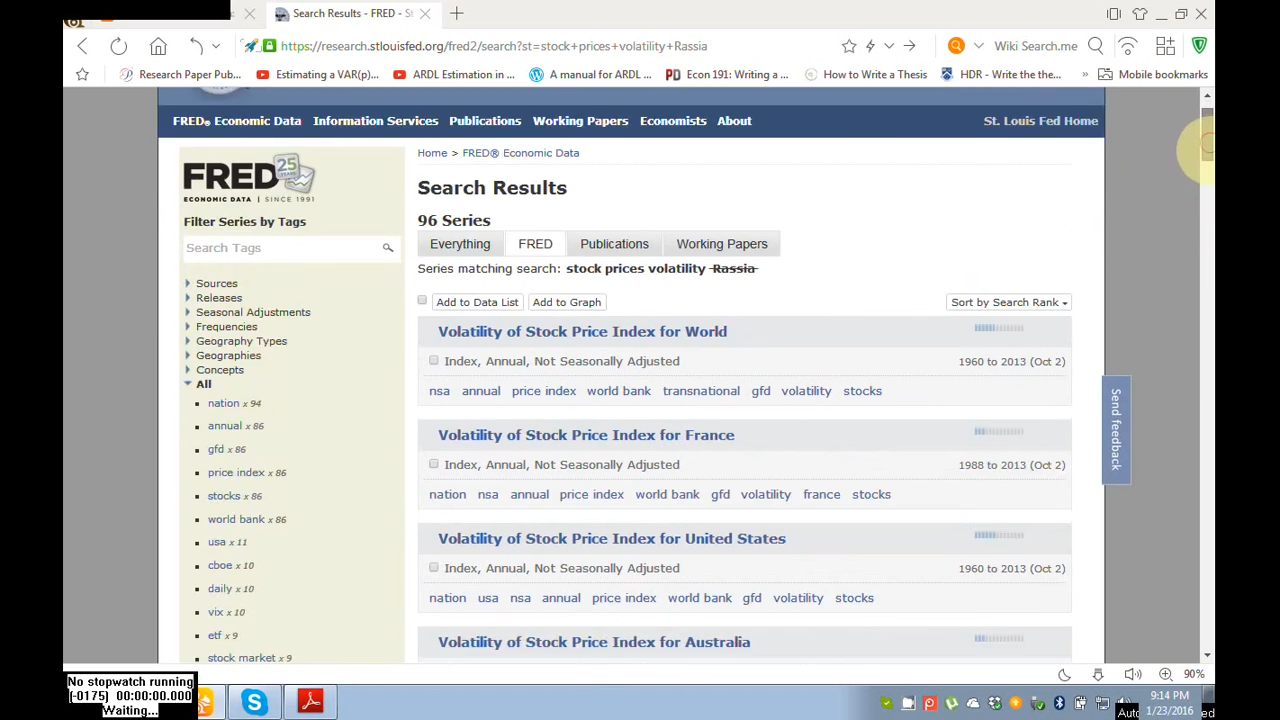 Search Results - FRED - St
https://research.stlouisfed.org/fred2/search?st=stock+prices+volatility+Rassia
Wiki Search.me
Research Paper Pub...
Estimating a VAR(p)...
ARDL Estimation in ...
A manual for ARDL ...
Econ 191: Writing a ...
How to Write a Thesis
HDR - Write the the...
»
Mobile bookmarks
FRED® Economic Data
Information Services
Publications
Working Papers
Economists
About
St. Louis Fed Home
FRED
25
YEARS
ECONOMIC DATA | SINCE 1991
Filter Series by Tags
Search Tags
Sources
Releases
Seasonal Adjustments
Frequencies
Geography Types
Geographies
Concepts
All
nation x 94
annual x 86
gfd x 86
price index x 86
stocks x 86
world bank x 86
usa x 11
cboe x 10
daily x 10
vix x 10
etf x 9
stock market x 9
Home > FRED® Economic Data
Search Results
96 Series
Everything FRED Publications Working Papers
Series matching search: stock prices volatility Rassia
Add to Data List Add to Graph Sort by Search Rank
Volatility of Stock Price Index for World
Index, Annual, Not Seasonally Adjusted 1960 to 2013 (Oct 2)
nsa annual price index world bank transnational gfd volatility stocks
Volatility of Stock Price Index for France
Index, Annual, Not Seasonally Adjusted 1988 to 2013 (Oct 2)
nation nsa annual price index world bank gfd volatility france stocks
Volatility of Stock Price Index for United States
Index, Annual, Not Seasonally Adjusted 1960 to 2013 (Oct 2)
nation usa nsa annual price index world bank gfd volatility stocks
Volatility of Stock Price Index for Australia
Send feedback
90%
No stopwatch running
(-0175) 00:00:00.000
Waiting...
9:14 PM
1/23/2016